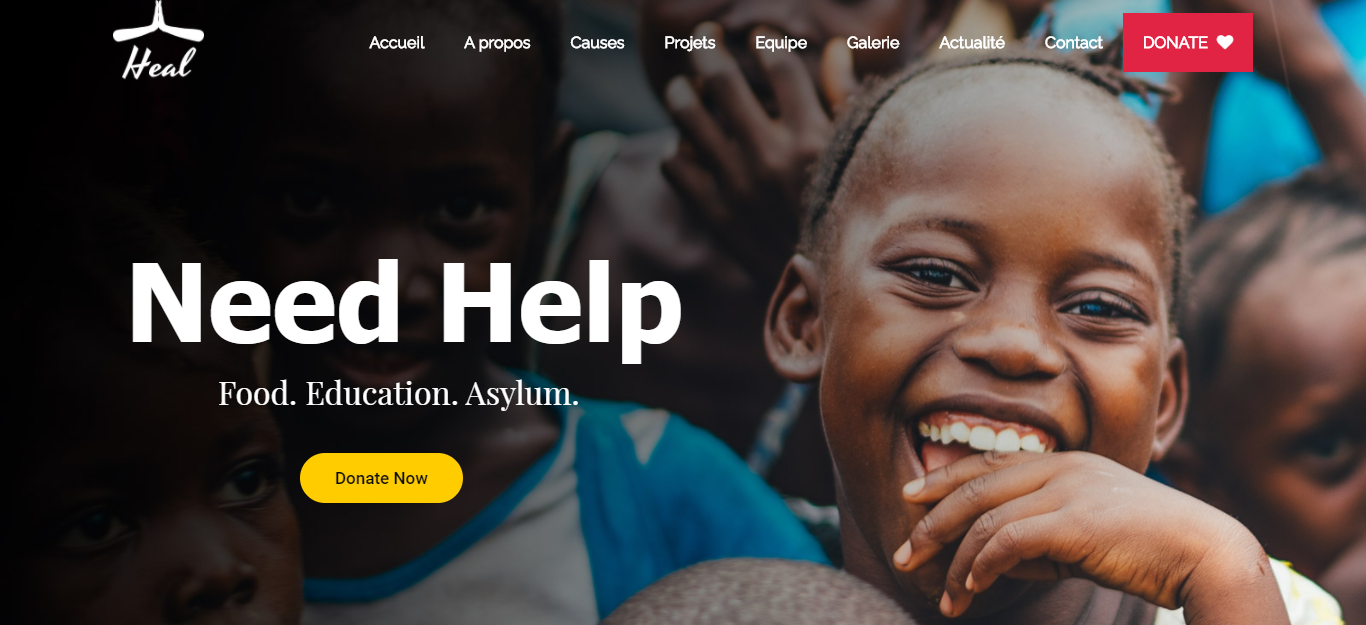 Heal
Accueil A propos Causes Projets Equipe Galerie Actualité Contact DONATE
Need Help
Food. Education. Asylum.
Donate Now